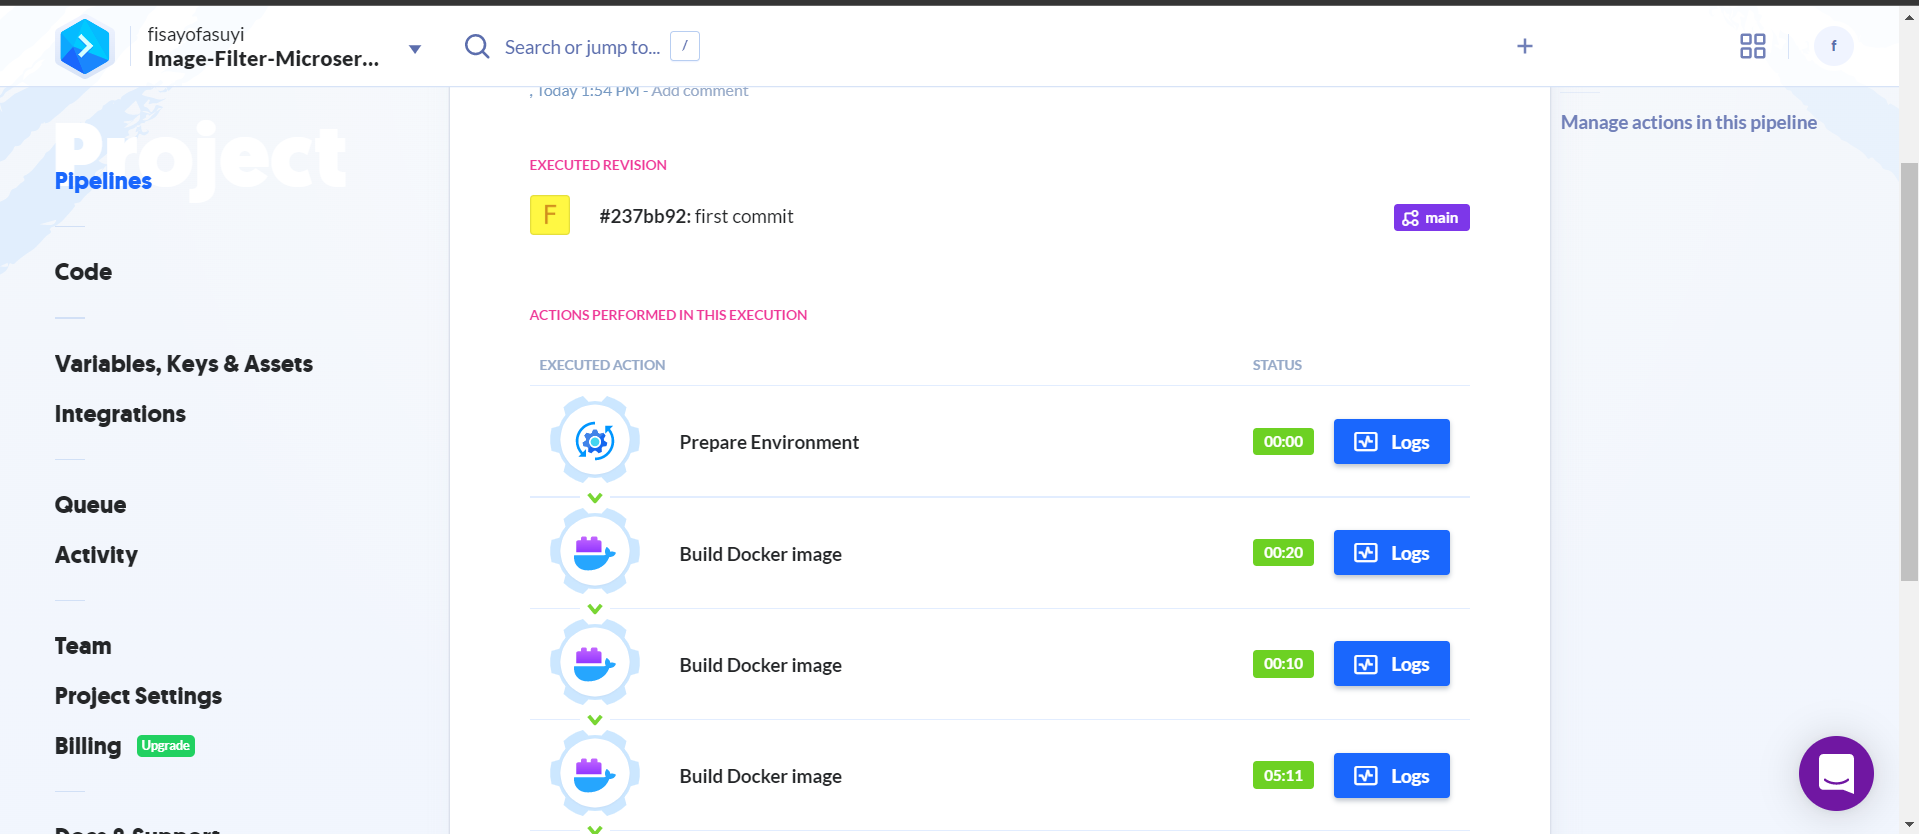 fisayofasuyi
Image-Filter-Microser...
Search or jump to...
/
f
Project
Pipelines
Code
Variables, Keys & Assets
Integrations
Queue
Activity
Team
Project Settings
Billing
Upgrade
Docs & Support
, Today 1:54 PM - Add comment
EXECUTED REVISION
F
#237bb92: first commit
main
ACTIONS PERFORMED IN THIS EXECUTION
EXECUTED ACTION STATUS
Prepare Environment 00:00 Logs
Build Docker image 00:20 Logs
Build Docker image 00:10 Logs
Build Docker image 05:11 Logs
Manage actions in this pipeline